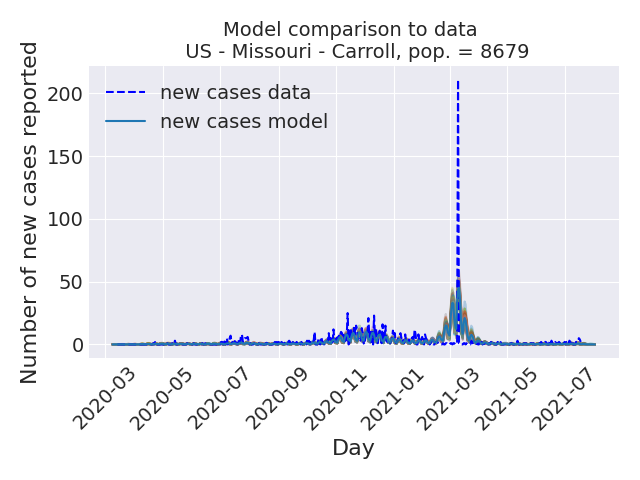 Model comparison to data
US - Missouri - Carroll, pop. = 8679
Number of new cases reported
200
150
100
50
0
new cases data
new cases model
2020-03
2020-05
2020-07
2020-09
2020-11
2021-01
2021-03
2021-05
2021-07
Day